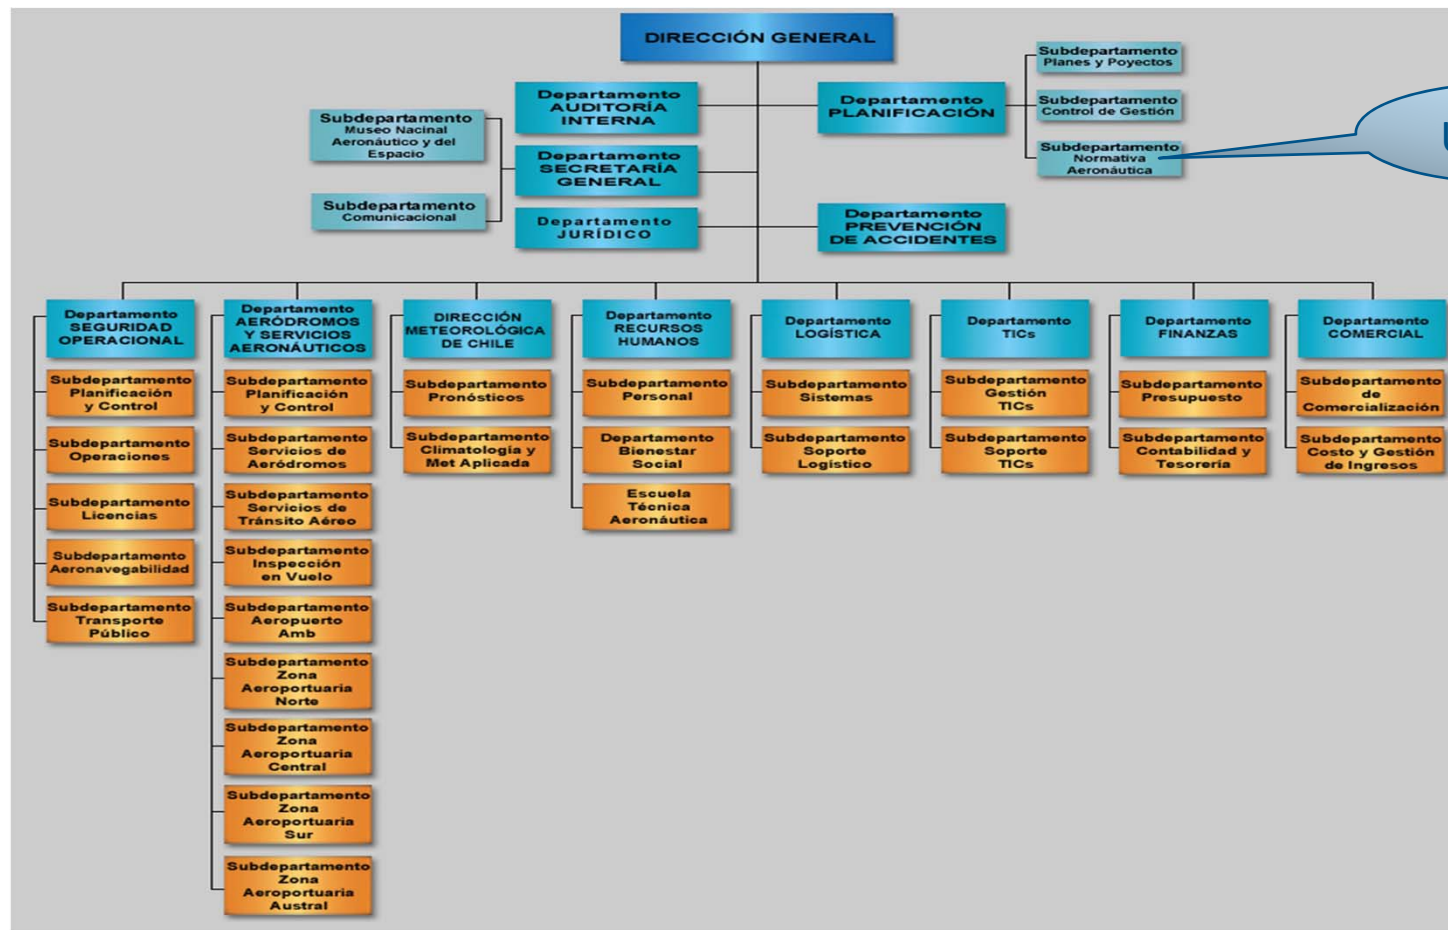 DIRECCIÓN GENERAL
Departamento
AUDITORÍA
INTERNA
Departamento
PLANIFICACIÓN
Subdepartamento
Planes y Poyectos
Subdepartamento
Control de Gestión
Subdepartamento
Normativa
Aeronáutica
Subdepartamento
Museo Nacinal
Aeronáutico y del
Espacio
Subdepartamento
Comunicacional
Departamento
SECRETARÍA
GENERAL
Departamento
JURÍDICO
Departamento
PREVENCIÓN
DE ACCIDENTES
Departamento
SEGURIDAD
OPERACIONAL
Subdepartamento
Planificación
y Control
Subdepartamento
Operaciones
Subdepartamento
Licencias
Subdepartamento
Aeronavegabilidad
Subdepartamento
Transporte
Público
Departamento
AERÓDROMOS
Y SERVICIOS
AERONÁUTICOS
Subdepartamento
Planificación
y Control
Subdepartamento
Servicios de
Aeródromos
Subdepartamento
Servicios de
Tránsito Aéreo
Subdepartamento
Inspección
en Vuelo
Subdepartamento
Aeropuerto
Amb
Subdepartamento
Zona
Aeroportuaria
Norte
Subdepartamento
Zona
Aeroportuaria
Central
Subdepartamento
Zona
Aeroportuaria
Sur
Subdepartamento
Zona
Aeroportuaria
Austral
DIRECCIÓN
METEOROLÓGICA
DE CHILE
Subdepartamento
Pronósticos
Subdepartamento
Climatología y
Met Aplicada
Departamento
RECURSOS
HUMANOS
Subdepartamento
Personal
Departamento
Bienestar
Social
Escuela
Técnica
Aeronáutica
Departamento
LOGÍSTICA
Subdepartamento
Sistemas
Subdepartamento
Soporte
Logístico
Departamento
TICs
Subdepartamento
Gestión
TICs
Subdepartamento
Soporte
TICs
Departamento
FINANZAS
Subdepartamento
Presupuesto
Subdepartamento
Contabilidad y
Tesorería
Departamento
COMERCIAL
Subdepartamento
de
Comercialización
Subdepartamento
Costo y Gestión
de Ingresos